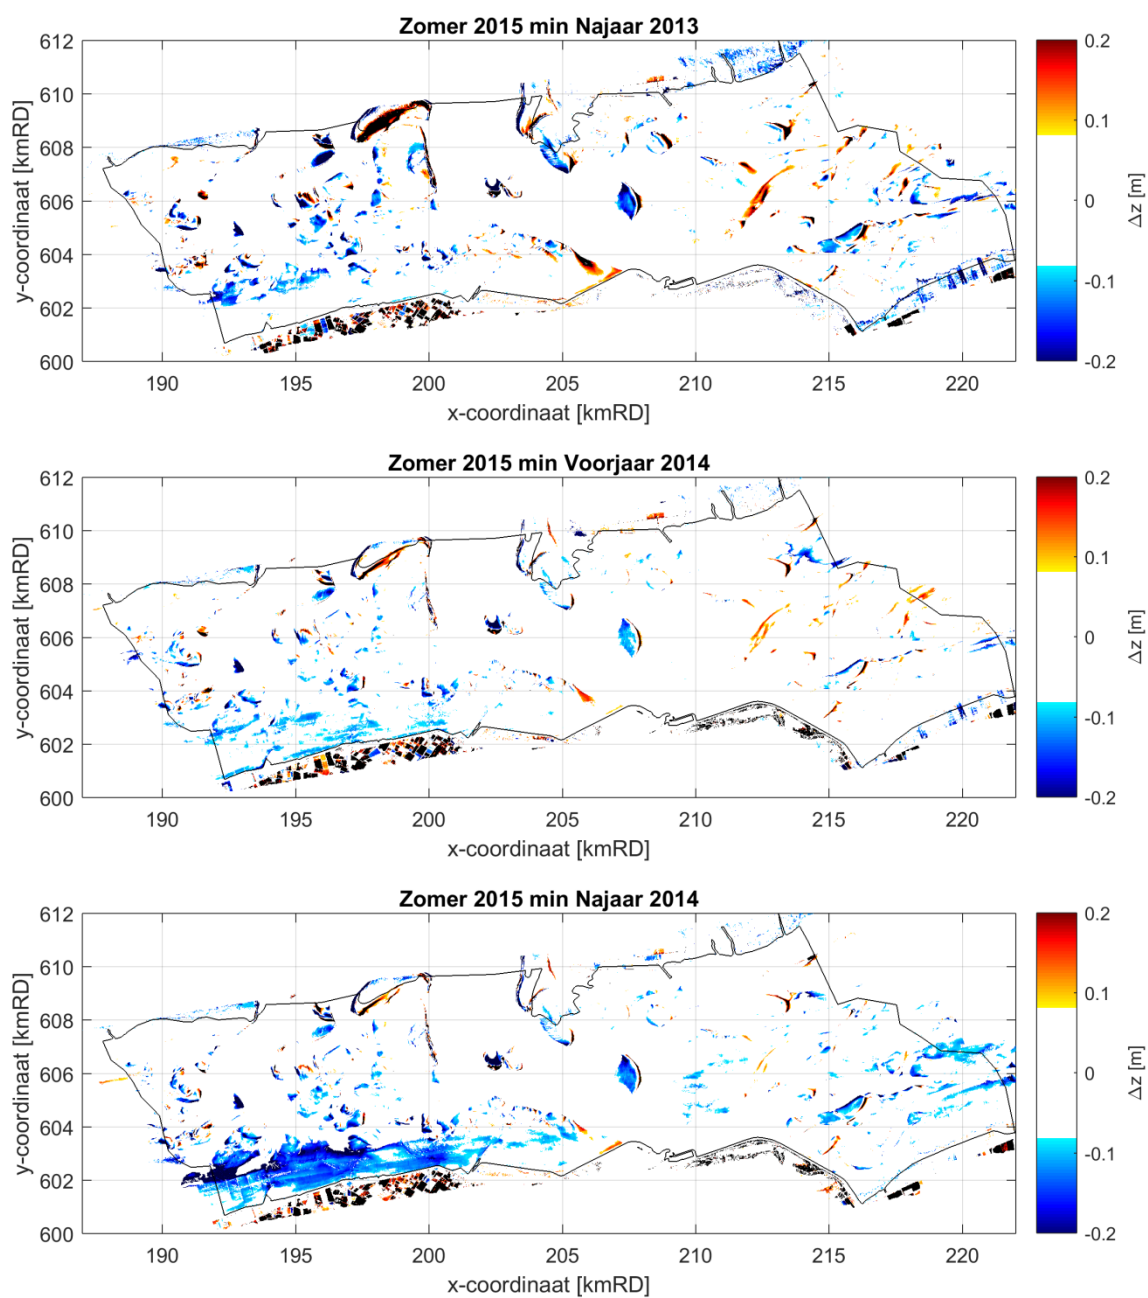 Zomer 2015 min Najaar 2013
612
610
608
606
604
602
600
y-coordinaat [kmRD]
190 195 200 205 210 215 220
x-coordinaat [kmRD]
0.2
0.1
0
-0.1
-0.2
Δz [m]
Zomer 2015 min Voorjaar 2014
612
610
608
606
604
602
600
y-coordinaat [kmRD]
190 195 200 205 210 215 220
x-coordinaat [kmRD]
0.2
0.1
0
-0.1
-0.2
Δz [m]
Zomer 2015 min Najaar 2014
612
610
608
606
604
602
600
y-coordinaat [kmRD]
190 195 200 205 210 215 220
x-coordinaat [kmRD]
0.2
0.1
0
-0.1
-0.2
Δz [m]